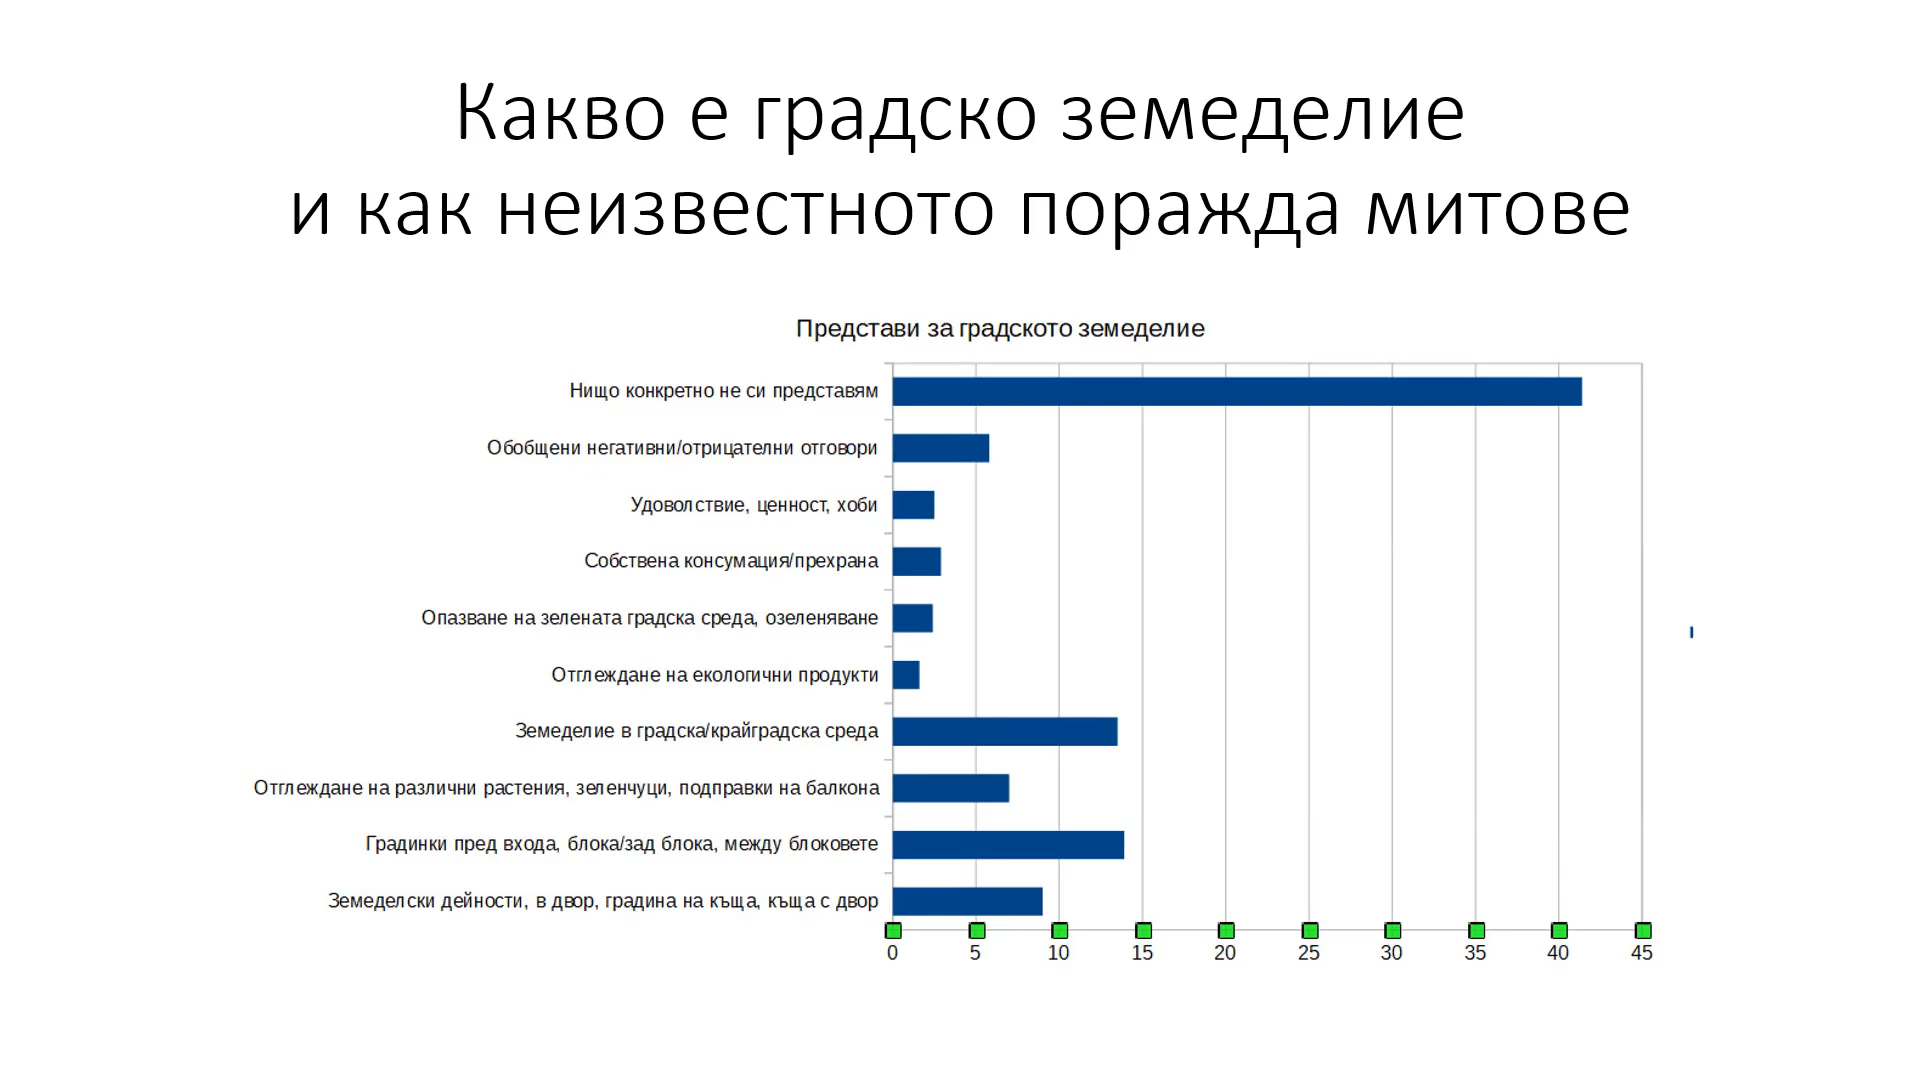 Какво е градско земеделие
и как неизвестното поражда митове
Представи за градското земеделие
Нищо конкретно не си представям
Обобщени негативни/отрицателни отговори
Удоволствие, ценност, хоби
Собствена консумация/прехрана
Опазване на зелената градска среда, озеленяване
Отглеждане на екологични продукти
Земеделие в градска/крайградска среда
Отглеждане на различни растения, зеленчуци, подправки на балкона
Градинки пред входа, блока/зад блока, между блоковете
Земеделски дейности, в двор, градина на къща, къща с двор
0 5 10 15 20 25 30 35 40 45